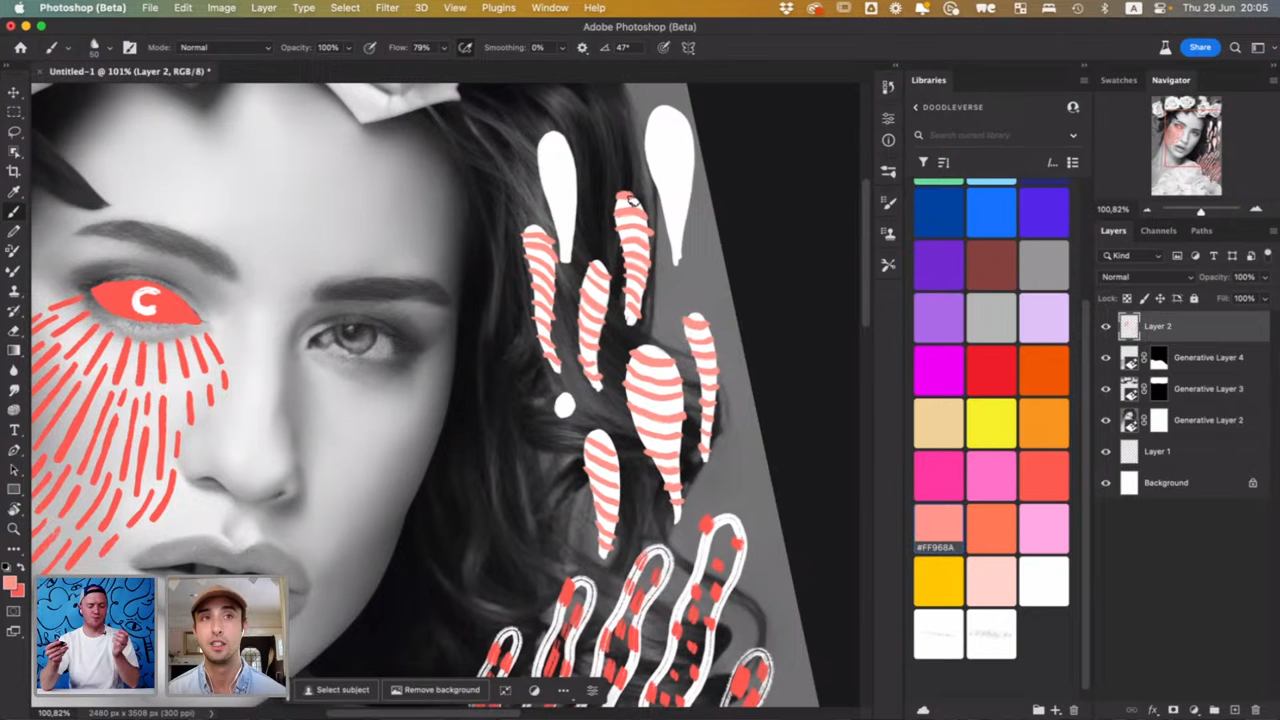 Photoshop (Beta) File Edit Image Layer Type Select Filter 3D View Plugins Window Help A Thu 29 Jun 20:05
Adobe Photoshop (Beta)
50 Mode: Normal Opacity: 100% Flow: 79% Smoothing: 0% 47° Share
Untitled-1 @ 101% (Layer 2, RGB/8) *
Libraries
DOODLEVERSE
Search current library
#FF968A
Swatches Navigator
100,82%
Layers Channels Paths
Kind
Normal Opacity: 100%
Lock: Fill: 100%
Layer 2
Generative Layer 4
Generative Layer 3
Generative Layer 2
Layer 1
Background
C
Select subject Remove background
100,82% 2480 px x 3508 px (300 ppi)